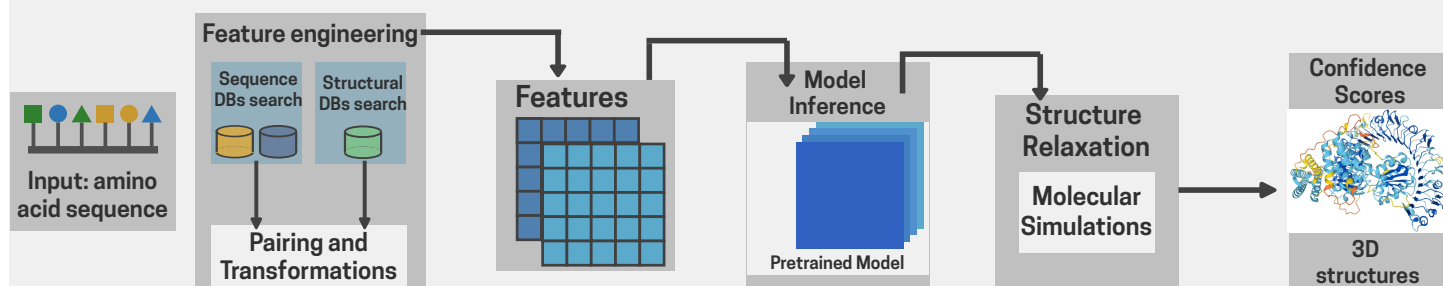 Input: amino
acid sequence
Feature engineering
Sequence
DBs search
Structural
DBs search
Pairing and
Transformations
Features
Model
Inference
Pretrained Model
Structure
Relaxation
Molecular
Simulations
Confidence
Scores
3D
structures